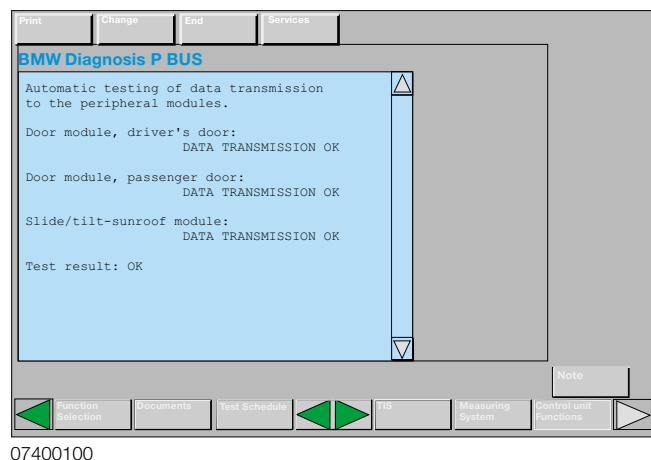 Print Change End Services
BMW Diagnosis P BUS
Automatic testing of data transmission
to the peripheral modules.
Door module, driver's door:
DATA TRANSMISSION OK
Door module, passenger door:
DATA TRANSMISSION OK
Slide/tilt-sunroof module:
DATA TRANSMISSION OK
Test result: OK
Note
Function Selection Documents Test Schedule TIS Measuring System Control unit Functions
07400100